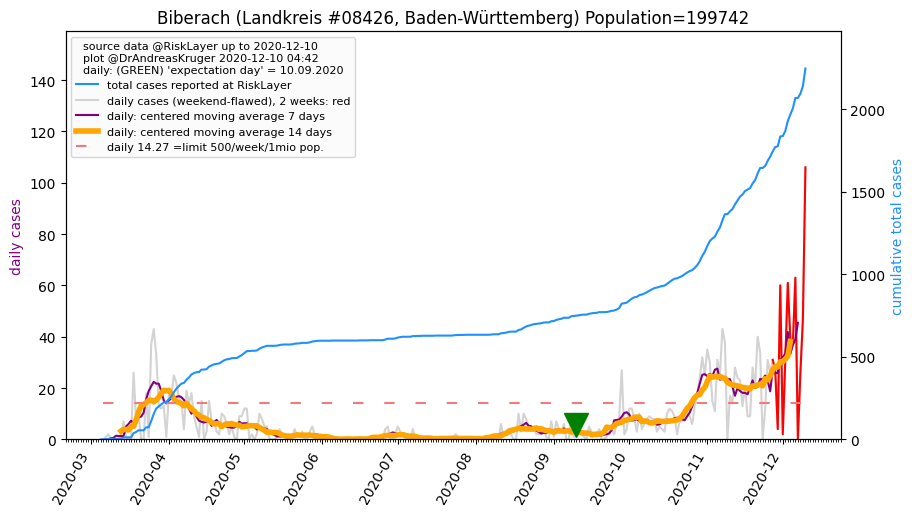 Biberach (Landkreis #08426, Baden-Württemberg) Population=199742
source data @RiskLayer up to 2020-12-10
plot @DrAndreasKruger 2020-12-10 04:42
daily: (GREEN) 'expectation day' = 10.09.2020
total cases reported at RiskLayer
daily cases (weekend-flawed), 2 weeks: red
daily: centered moving average 7 days
daily: centered moving average 14 days
daily 14.27 =limit 500/week/1mio pop.
daily cases
140
120
100
80
60
40
20
0
cumulative total cases
2000
1500
1000
500
0
2020-03
2020-04
2020-05
2020-06
2020-07
2020-08
2020-09
2020-10
2020-11
2020-12